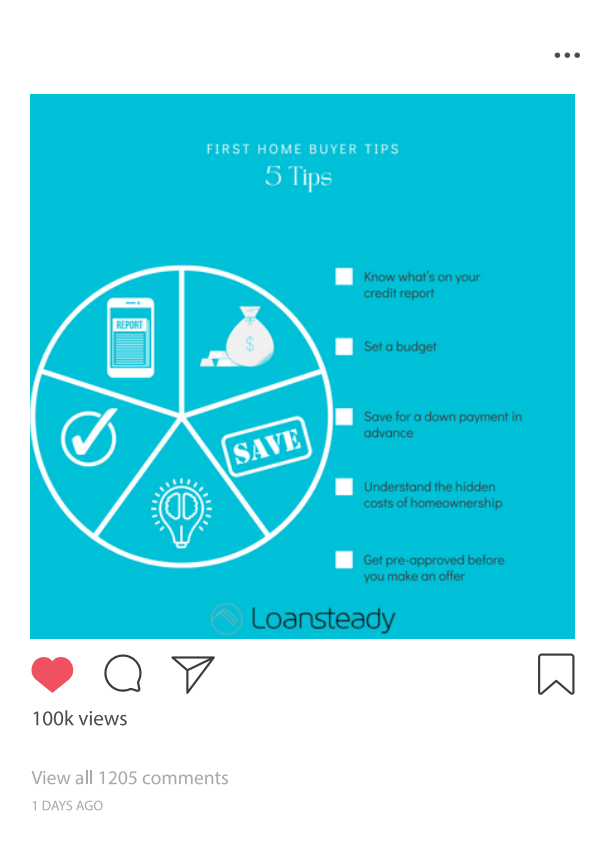 FIRST HOME BUYER TIPS
5 Tips
REPORT
$
SAVE
Know what's on your
credit report
Set a budget
Save for a down payment in
advance
Understand the hidden
costs of homeownership
Get pre-approved before
you make an offer
Loansteady
100k views
View all 1205 comments
1 DAYS AGO